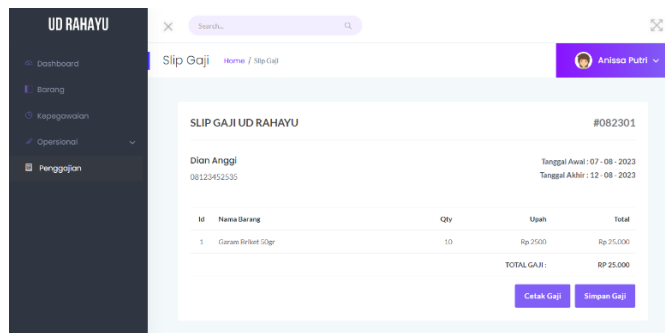 UD RAHAYU
Search...
Dashboard
Borang
Kepegawaian
Operasional
Penggajian
Slip Gaji Home / Slip Gaji
Anissa Putri
SLIP GAJI UD RAHAYU #082301
Dian Anggi
08123452535
Tanggal Awal : 07 - 08 - 2023
Tanggal Akhir : 12 - 08 - 2023
Id Nama Barang Qty Upah Total
1 Garam Briket 50gr 10 Rp 2500 Rp 25.000
TOTAL GAJI : RP 25.000
Cetak Gaji Simpan Gaji